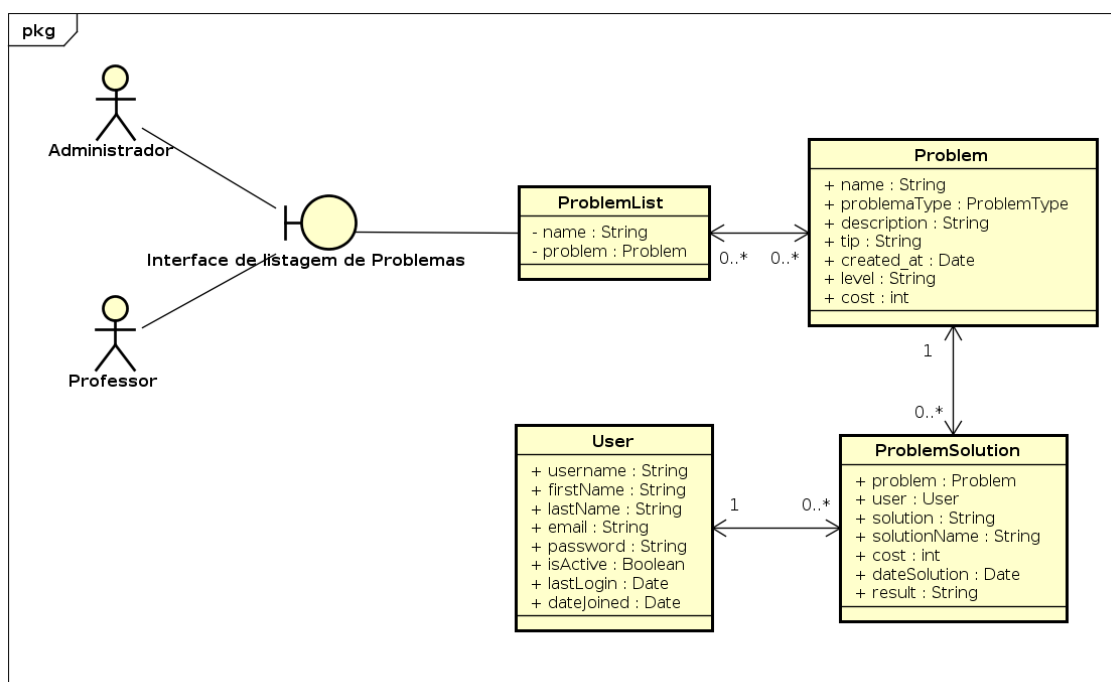 pkg
Administrador
Interface de listagem de Problemas
Professor
ProblemList
- name : String
- problem : Problem
0..*
0..*
Problem
+ name : String
+ problemaType : ProblemType
+ description : String
+ tip : String
+ created_at : Date
+ level : String
+ cost : int
1
0..*
User
+ username : String
+ firstName : String
+ lastName : String
+ email : String
+ password : String
+ isActive : Boolean
+ lastLogin : Date
+ dateJoined : Date
1
0..*
ProblemSolution
+ problem : Problem
+ user : User
+ solution : String
+ solutionName : String
+ cost : int
+ dateSolution : Date
+ result : String